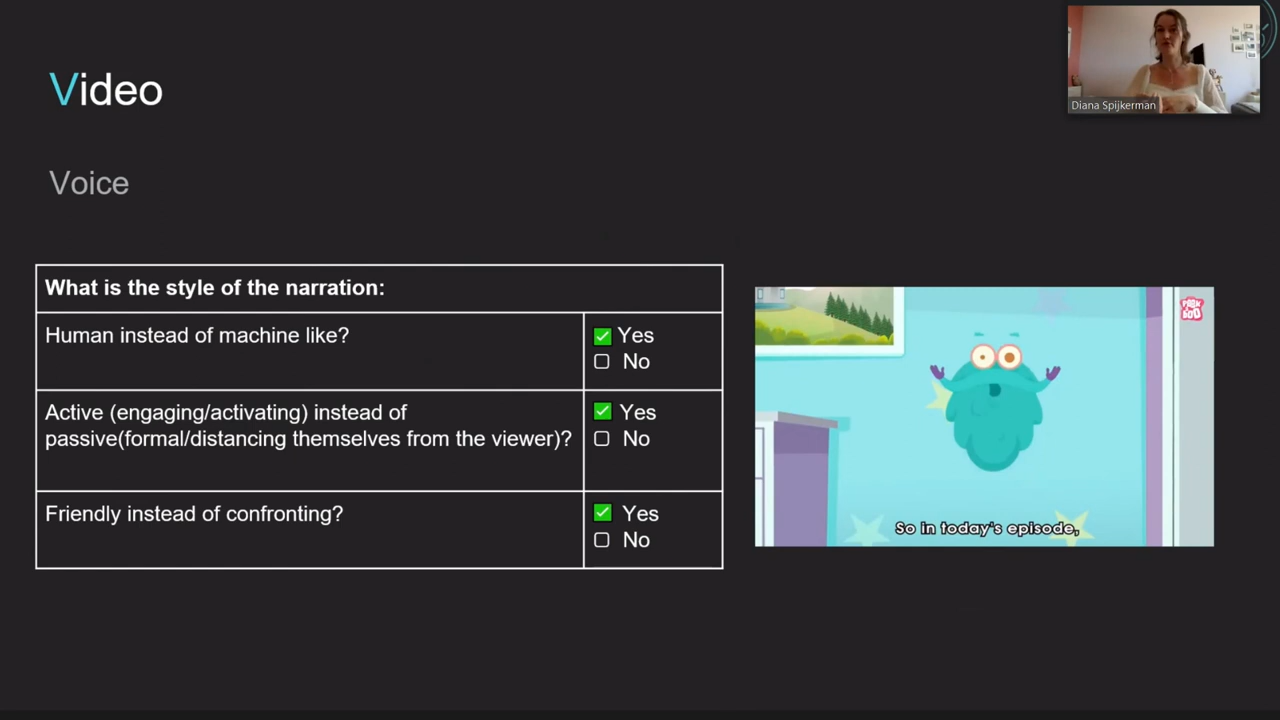 Video
Diana Spijkerman
Voice
What is the style of the narration:
Human instead of machine like?
Yes
No
Active (engaging/activating) instead of
passive(formal/distancing themselves from the viewer)?
Yes
No
Friendly instead of confronting?
Yes
No
PEEK
A
BOO
So in today's episode,